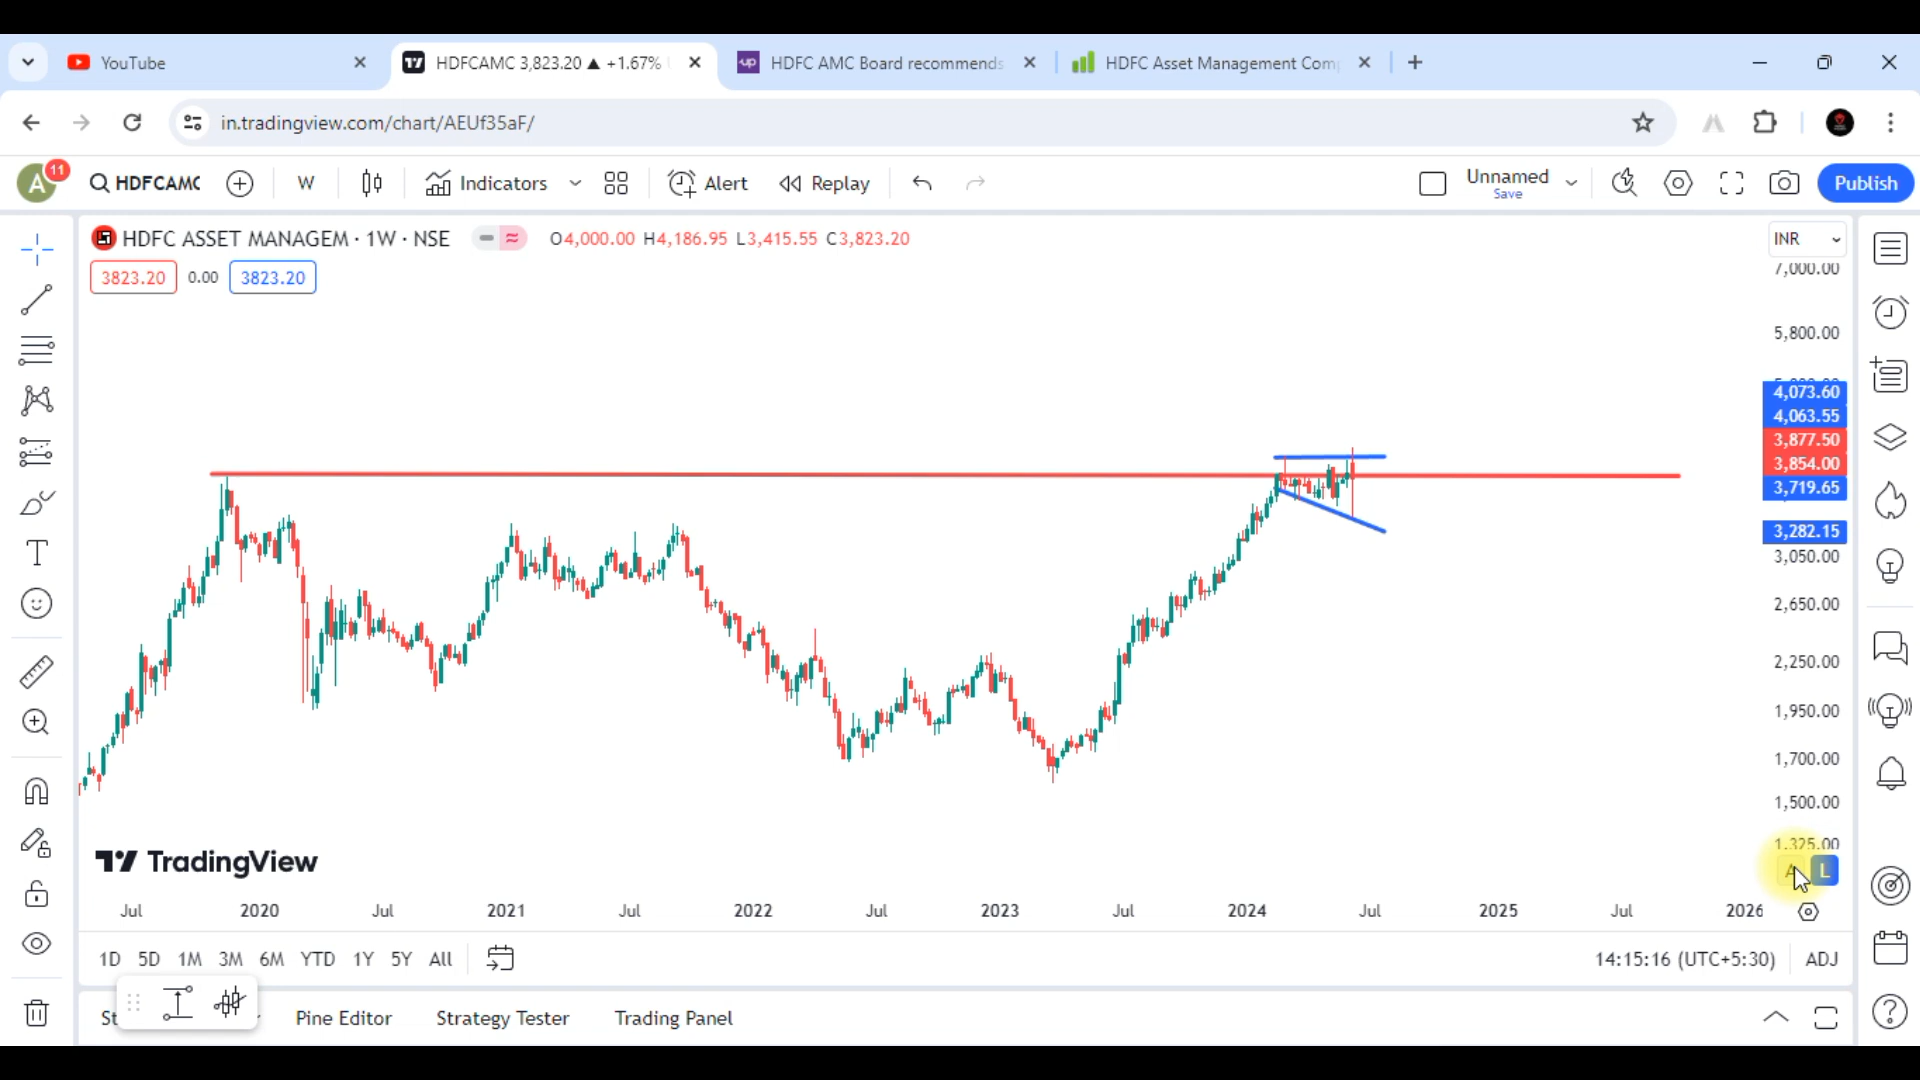 YouTube
HDFCAMC 3,823.20 ▲ +1.67%
HDFC AMC Board recommends
HDFC Asset Management Comp
in.tradingview.com/chart/AEUf35aF/
A 11 HDFCAMC W Indicators Alert Replay Unnamed Publish
Save
HDFC ASSET MANAGEM · 1W · NSE O4,000.00 H4,186.95 L3,415.55 C3,823.20 INR
3823.20 0.00 3823.20
7,000.00
5,800.00
4,073.60
4,063.55
3,877.50
3,854.00
3,719.65
3,282.15
3,050.00
2,650.00
2,250.00
1,950.00
1,700.00
1,500.00
1,325.00
TradingView
A L
Jul 2020 Jul 2021 Jul 2022 Jul 2023 Jul 2024 Jul 2025 Jul 2026
1D 5D 1M 3M 6M YTD 1Y 5Y All 14:15:16 (UTC+5:30) ADJ
St Pine Editor Strategy Tester Trading Panel